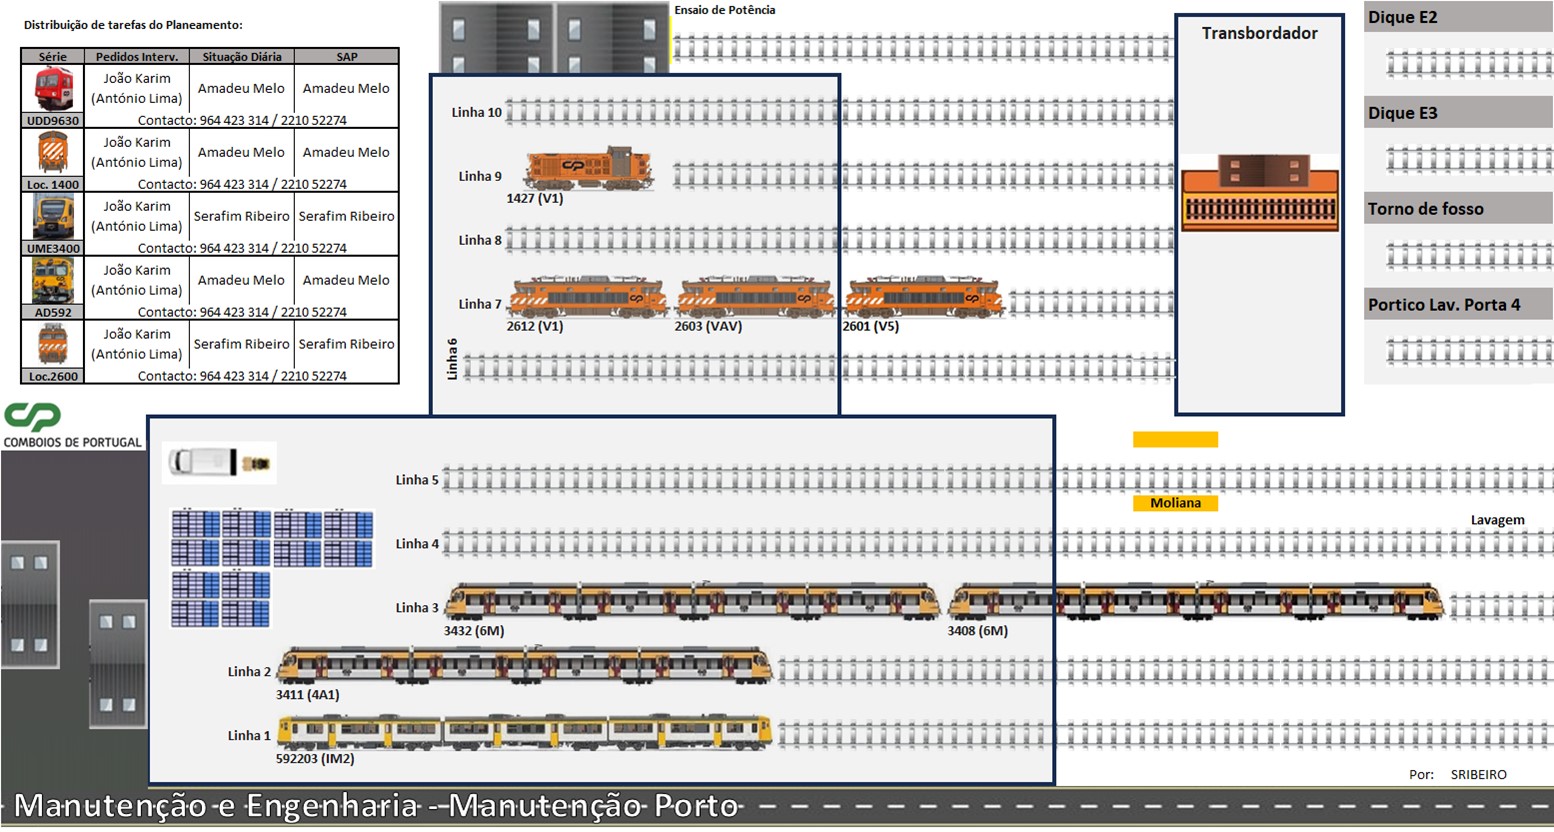 Distribuição de tarefas do Planeamento:
Série Pedidos Interv. Situação Diária SAP
João Karim
(António Lima) Amadeu Melo Amadeu Melo
UDD9630 Contacto: 964 423 314 / 2210 52274
João Karim
(António Lima) Amadeu Melo Amadeu Melo
Loc. 1400 Contacto: 964 423 314 / 2210 52274
João Karim
(António Lima) Serafim Ribeiro Serafim Ribeiro
UME3400 Contacto: 964 423 314 / 2210 52274
João Karim
(António Lima) Amadeu Melo Amadeu Melo
AD592 Contacto: 964 423 314 / 2210 52274
João Karim
(António Lima) Serafim Ribeiro Serafim Ribeiro
Loc.2600 Contacto: 964 423 314 / 2210 52274
CP
COMBOIOS DE PORTUGAL
Ensaio de Potência
Linha 10
Linha 9
1427 (V1)
Linha 8
Linha 7
2612 (V1) 2603 (VAV) 2601 (V5)
Linha 6
Transbordador
Dique E2
Dique E3
Torno de fosso
Portico Lav. Porta 4
Linha 5
Moliana
Lavagem
Linha 4
Linha 3
3432 (6M) 3408 (6M)
Linha 2
3411 (4A1)
Linha 1
592203 (IM2)
Por: SRIBEIRO
Manutenção e Engenharia - Manutenção Porto